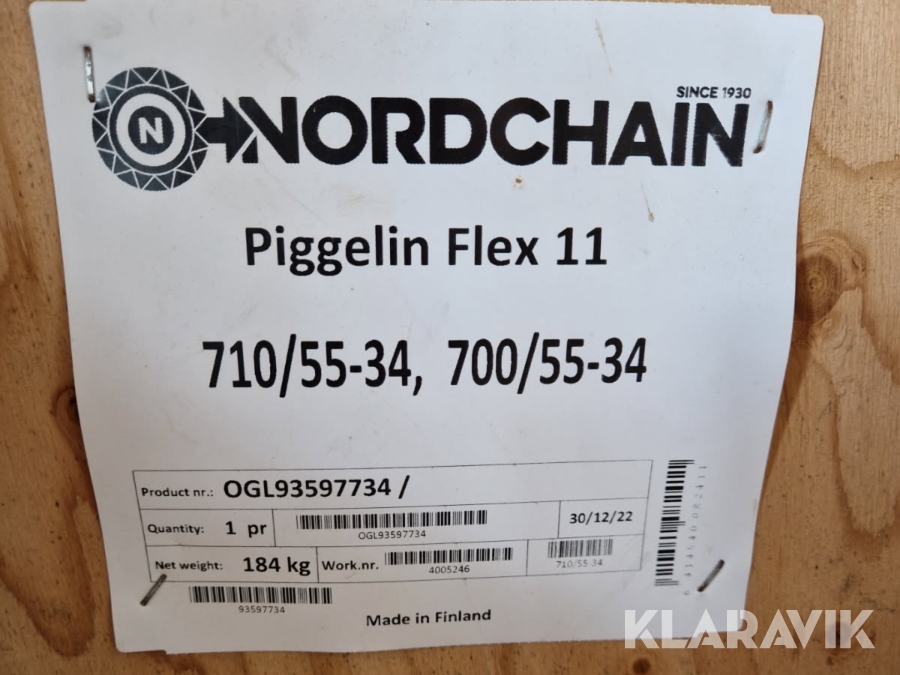 SINCE 1930
N NORDCHAIN
Piggelin Flex 11
710/55-34, 700/55-34
Product nr.: OGL93597734 /
Quantity: 1 pr
OGL93597734
30/12/22
Net weight: 184 kg
Work.nr.
4005246
710/55-34
93597734
Made in Finland
KLARAVIK